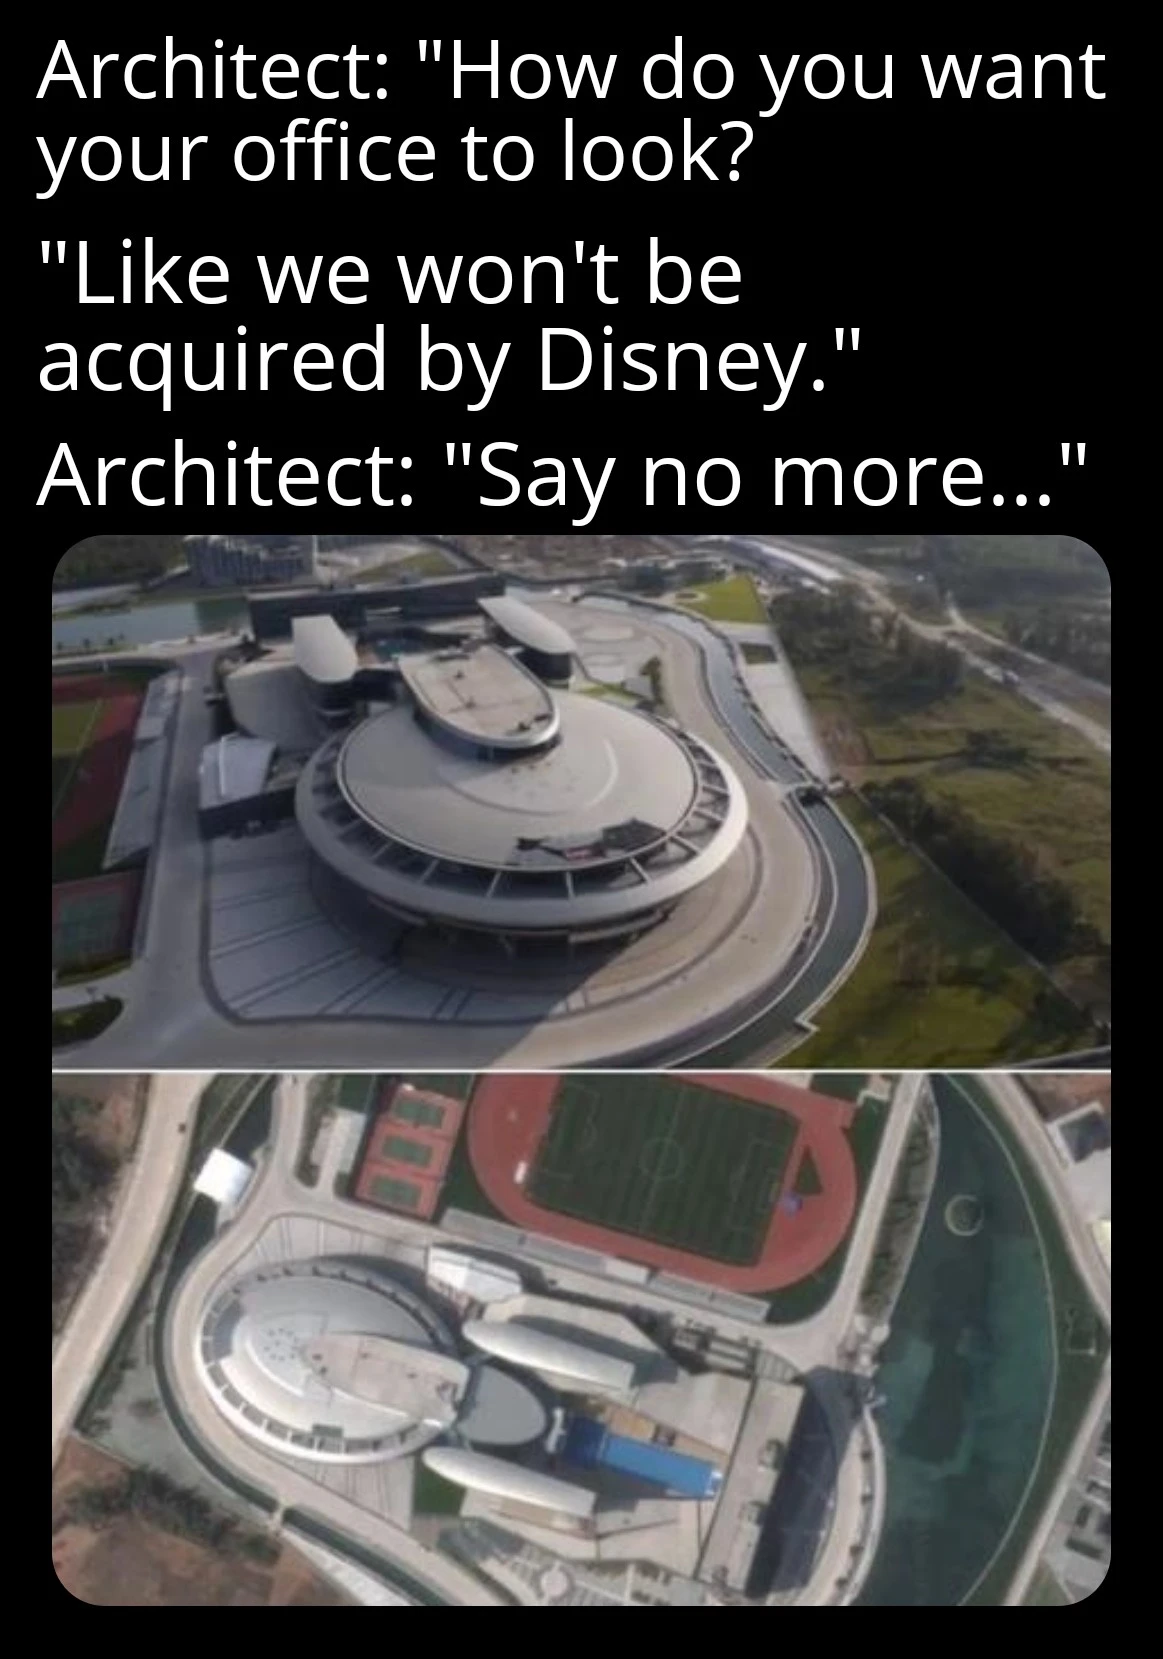 Architect: "How do you want
your office to look?
"Like we won't be
acquired by Disney."
Architect: "Say no more..."